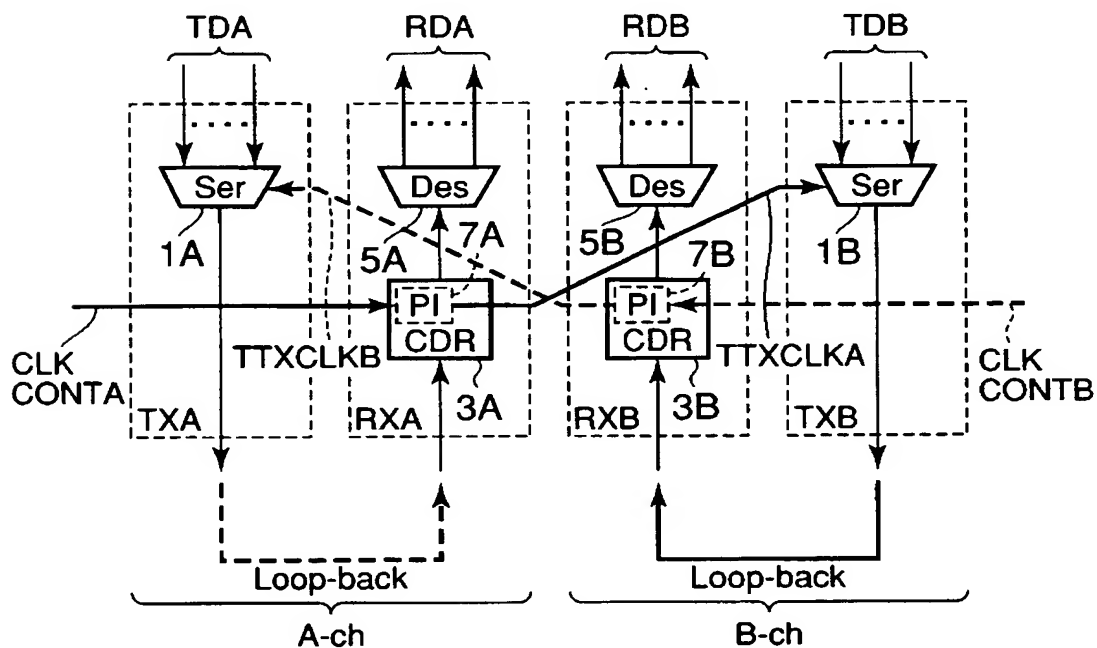 TDA RDA RDB TDB
Ser Des Des Ser
1A 5A 7A 5B 7B 1B
PI PI
CDR CDR
CLK
CONTA
TTXCLKB TTXCLKA
CLK
CONTB
3A 3B
TXA RXA RXB TXB
Loop-back Loop-back
A-ch B-ch